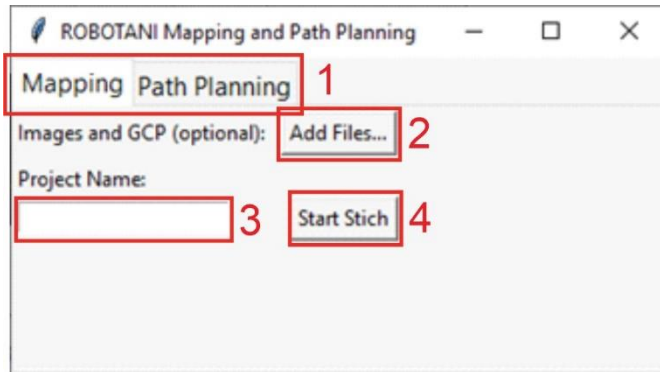 ROBOTANI Mapping and Path Planning
Mapping Path Planning 1
Images and GCP (optional): Add Files... 2
Project Name:
3 Start Stich 4